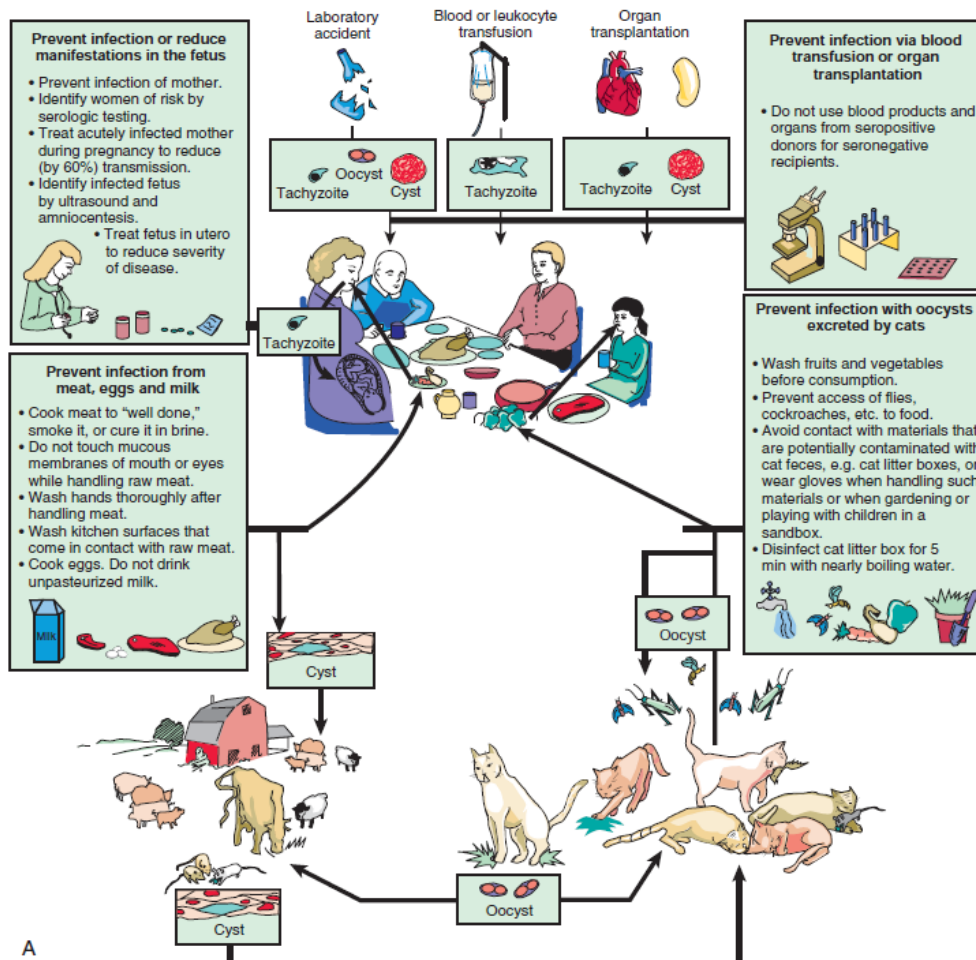 Prevent infection or reduce
manifestations in the fetus
• Prevent infection of mother.
• Identify women of risk by
serologic testing.
• Treat acutely infected mother
during pregnancy to reduce
(by 60%) transmission.
• Identify infected fetus
by ultrasound and
amniocentesis.
• Treat fetus in utero
to reduce severity
of disease.
Laboratory
accident
Blood or leukocyte
transfusion
Organ
transplantation
Oocyst
Tachyzoite
Cyst
Tachyzoite
Tachyzoite
Cyst
Prevent infection via blood
transfusion or organ
transplantation
• Do not use blood products and
organs from seropositive
donors for seronegative
recipients.
Tachyzoite
Prevent infection from
meat, eggs and milk
• Cook meat to “well done,”
smoke it, or cure it in brine.
• Do not touch mucous
membranes of mouth or eyes
while handling raw meat.
• Wash hands thoroughly after
handling meat.
• Wash kitchen surfaces that
come in contact with raw meat.
• Cook eggs. Do not drink
unpasteurized milk.
Milk
Prevent infection with oocysts
excreted by cats
• Wash fruits and vegetables
before consumption.
• Prevent access of flies,
cockroaches, etc. to food.
• Avoid contact with materials that
are potentially contaminated with
cat feces, e.g. cat litter boxes, or
wear gloves when handling such
materials or when gardening or
playing with children in a
sandbox.
• Disinfect cat litter box for 5
min with nearly boiling water.
Oocyst
Cyst
Oocyst
Cyst
A